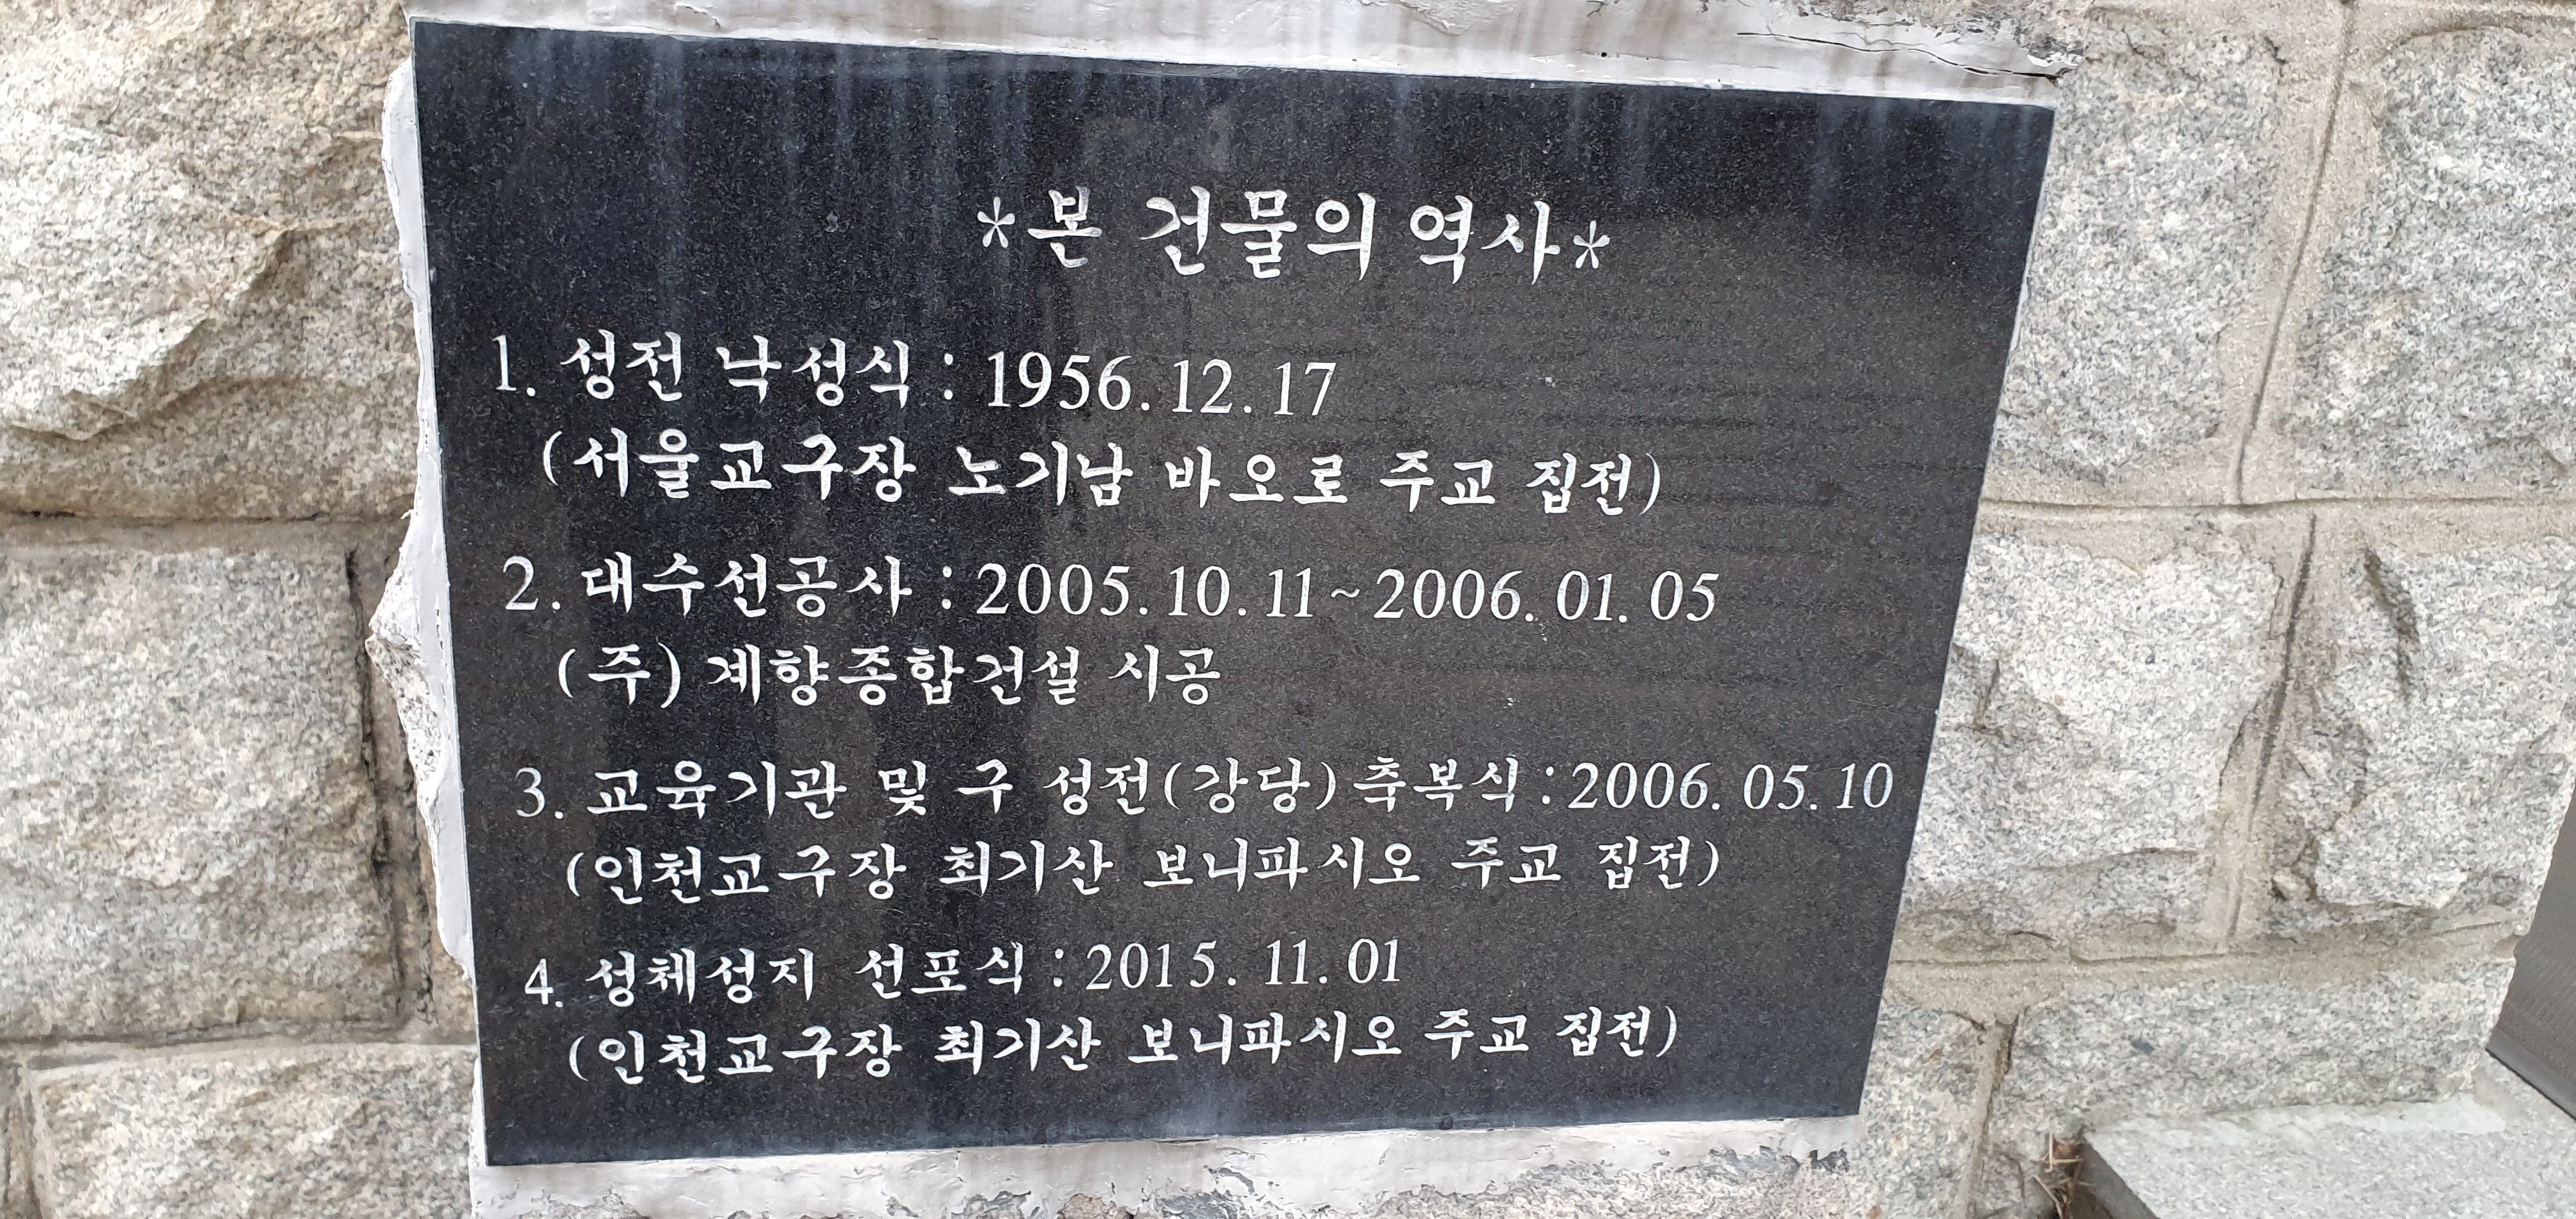 *본 건물의 역사*
1. 성전 낙성식 : 1956. 12. 17
(서울교구장 노기남 바오로 주교 집전)
2. 대수선공사 : 2005. 10. 11~2006. 01. 05
(주) 계향종합건설 시공
3. 교육기관 및 구 성전(강당) 축복식 : 2006. 05. 10
(인천교구장 최기산 보니파시오 주교 집전)
4. 성체성지 선포식 : 2015. 11. 01
(인천교구장 최기산 보니파시오 주교 집전)